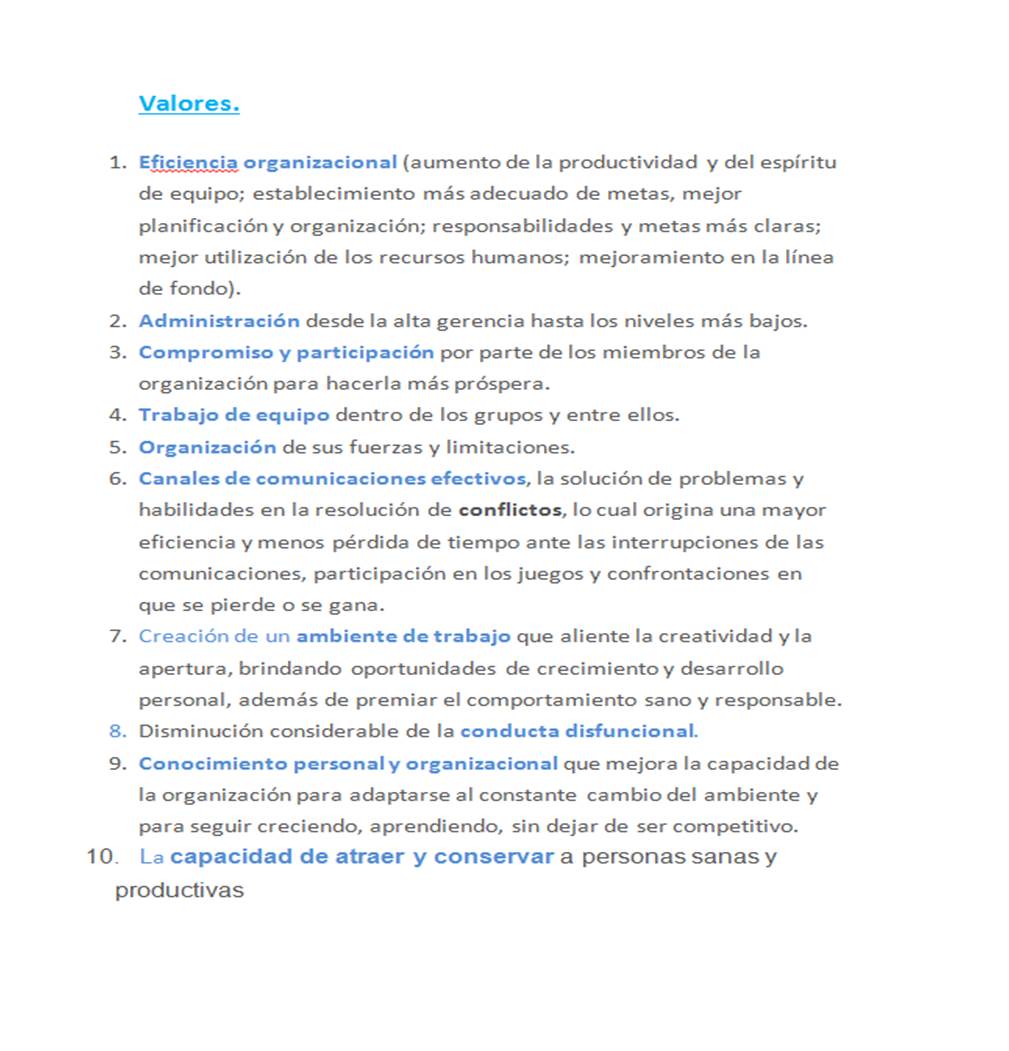 Valores.
1. Eficiencia organizacional (aumento de la productividad y del espíritu
de equipo; establecimiento más adecuado de metas, mejor
planificación y organización; responsabilidades y metas más claras;
mejor utilización de los recursos humanos; mejoramiento en la línea
de fondo).
2. Administración desde la alta gerencia hasta los niveles más bajos.
3. Compromiso y participación por parte de los miembros de la
organización para hacerla más próspera.
4. Trabajo de equipo dentro de los grupos y entre ellos.
5. Organización de sus fuerzas y limitaciones.
6. Canales de comunicaciones efectivos, la solución de problemas y
habilidades en la resolución de conflictos, lo cual origina una mayor
eficiencia y menos pérdida de tiempo ante las interrupciones de las
comunicaciones, participación en los juegos y confrontaciones en
que se pierde o se gana.
7. Creación de un ambiente de trabajo que aliente la creatividad y la
apertura, brindando oportunidades de crecimiento y desarrollo
personal, además de premiar el comportamiento sano y responsable.
8. Disminución considerable de la conducta disfuncional.
9. Conocimiento personal y organizacional que mejora la capacidad de
la organización para adaptarse al constante cambio del ambiente y
para seguir creciendo, aprendiendo, sin dejar de ser competitivo.
10. La capacidad de atraer y conservar a personas sanas y
productivas